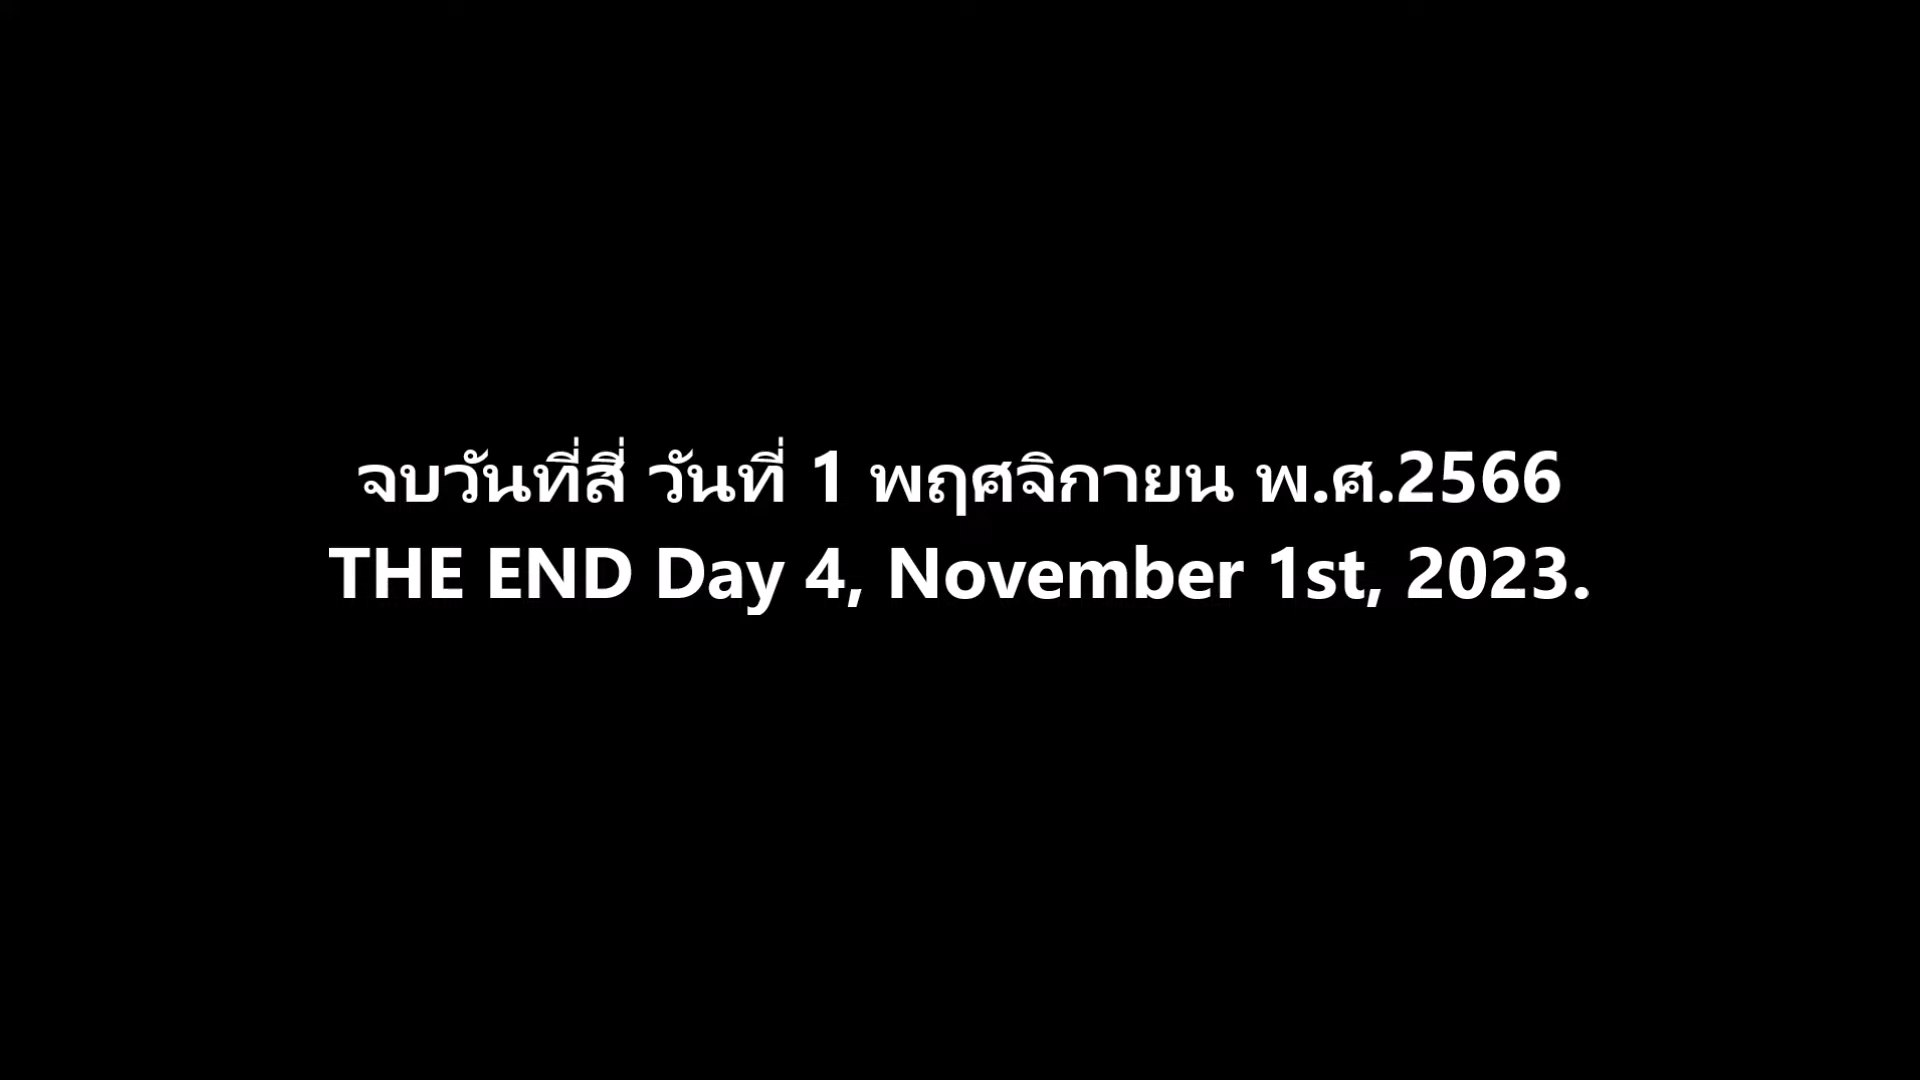 จบวันที่สี่ วันที่ 1 พฤศจิกายน พ.ศ.2566
THE END Day 4, November 1st, 2023.